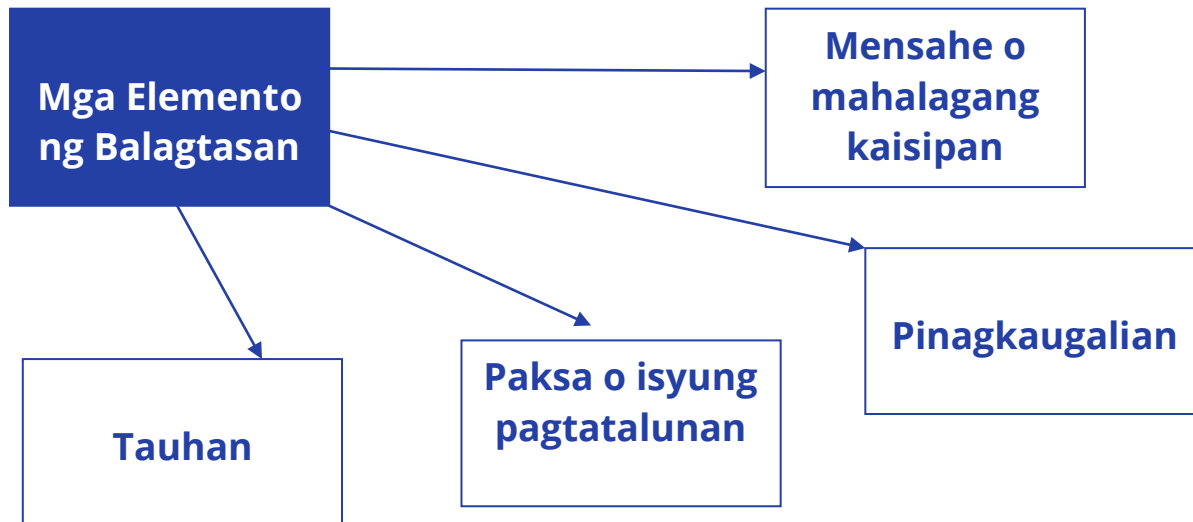 Mga Elemento
ng Balagtasan
Mensahe o
mahalagang
kaisipan
Pinagkaugalian
Paksa o isyung
pagtatalunan
Tauhan